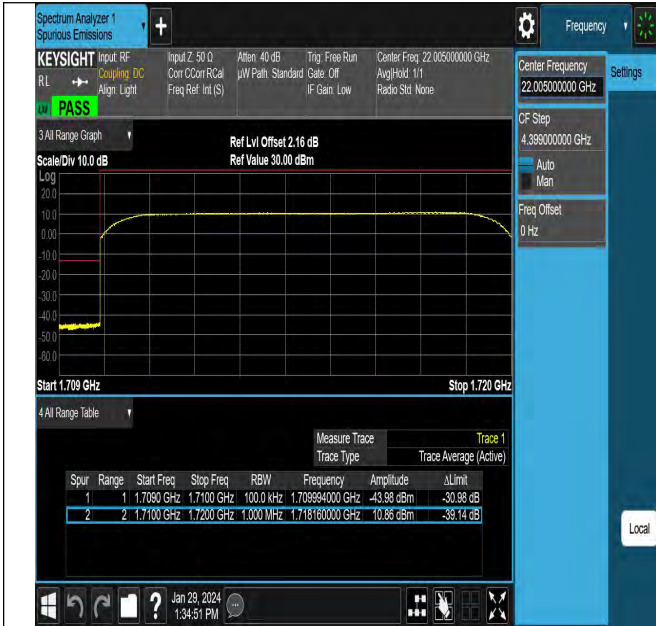 Spectrum Analyzer 1
Spurious Emissions
Frequency
KEYSIGHT
RL
Input: RF
Coupling: DC
Align: Light
Input Z: 50 Ω
Corr CCorr RCal
Freq Ref: Int (S)
Atten: 40 dB
µW Path: Standard
Trig: Free Run
Gate: Off
IF Gain: Low
Center Freq: 22.005000000 GHz
Avg|Hold: 1/1
Radio Std: None
PASS
Center Frequency
22.005000000 GHz
Settings
CF Step
4.399000000 GHz
Auto
Man
Freq Offset
0 Hz
3 All Range Graph
Scale/Div 10.0 dB
Ref Lvl Offset 2.16 dB
Ref Value 30.00 dBm
Log
20.0
10.0
0.00
-10.0
-20.0
-30.0
-40.0
-50.0
-60.0
Start 1.709 GHz
Stop 1.720 GHz
4 All Range Table
Measure Trace Trace 1
Trace Type Trace Average (Active)
Spur Range Start Freq Stop Freq RBW Frequency Amplitude ΔLimit
1 1 1.7090 GHz 1.7100 GHz 100.0 kHz 1.709994000 GHz -43.98 dBm -30.98 dB
2 2 1.7100 GHz 1.7200 GHz 1.000 MHz 1.718160000 GHz 10.86 dBm -39.14 dB
Local
?
Jan 29, 2024
1:34:51 PM